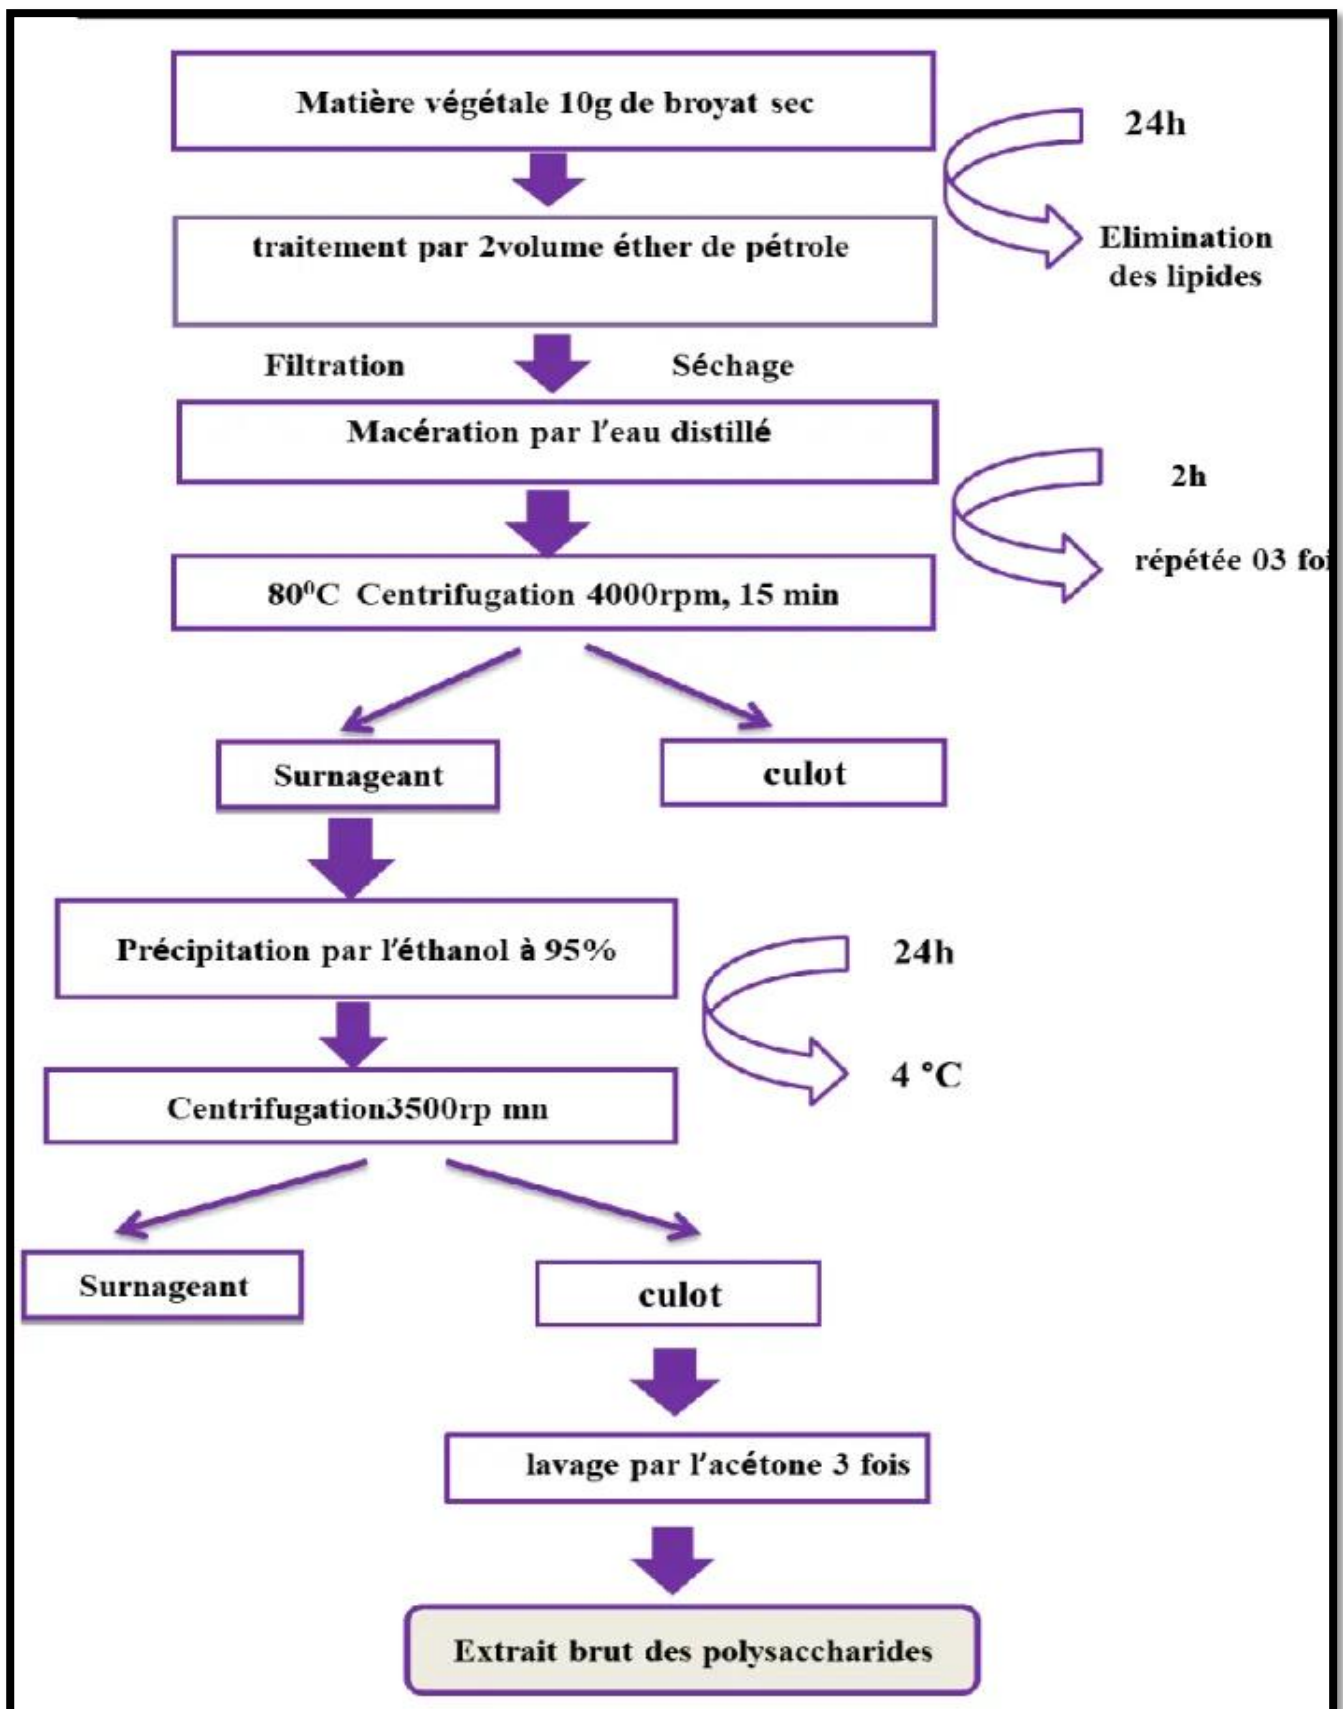 Matière végétale 10g de broyat sec
24h
traitement par 2volume éther de pétrole
Elimination
des lipides
Filtration
Séchage
Macération par l'eau distillé
2h
répétée 03 foi
80⁰C Centrifugation 4000rpm, 15 min
Surnageant
culot
Précipitation par l'éthanol à 95%
24h
4 °C
Centrifugation3500rp mn
Surnageant
culot
lavage par l'acétone 3 fois
Extrait brut des polysaccharides